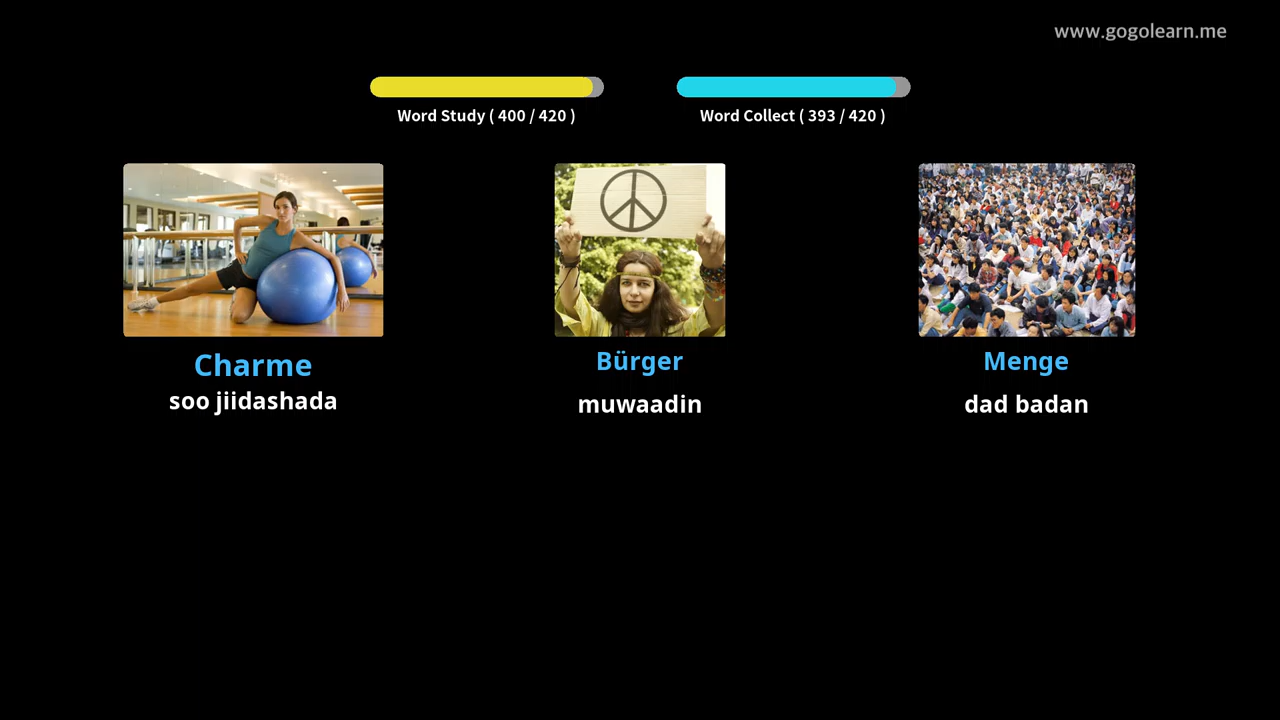 www.gogolearn.me
Word Study ( 400 / 420 )
Word Collect ( 393 / 420 )
Charme
soo jiidashada
Bürger
muwaadin
Menge
dad badan